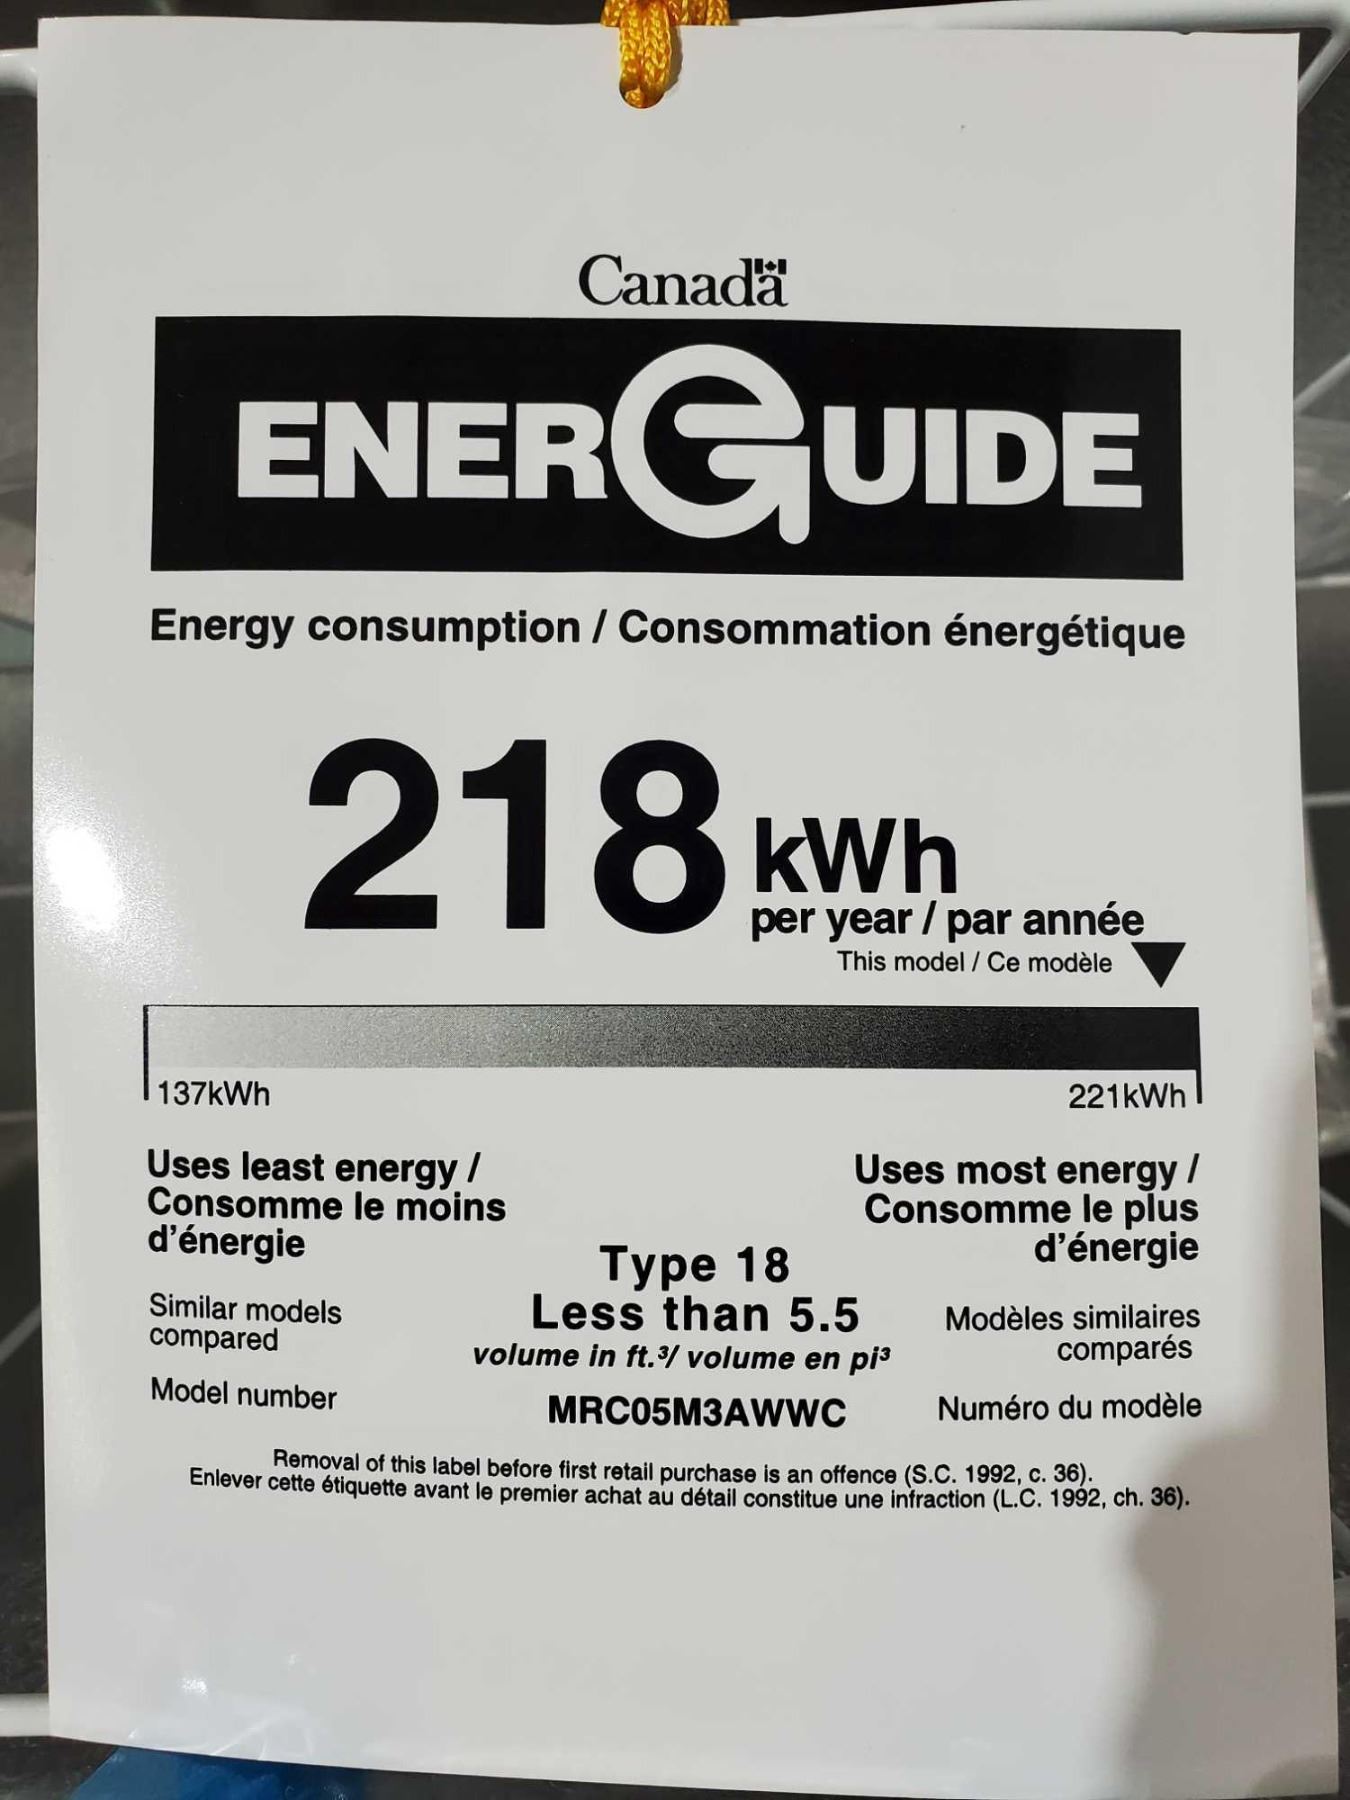 Canada
ENERGUIDE
Energy consumption / Consommation énergétique
218 kWh
per year / par année
This model / Ce modèle
137kWh
221kWh
Uses least energy /
Consomme le moins
d'énergie
Uses most energy /
Consomme le plus
d'énergie
Type 18
Less than 5.5
volume in ft.³/ volume en pi³
Similar models
compared
Modèles similaires
comparés
Model number
MRC05M3AWWC
Numéro du modèle
Removal of this label before first retail purchase is an offence (S.C. 1992, c. 36).
Enlever cette étiquette avant le premier achat au détail constitue une infraction (L.C. 1992, ch. 36).